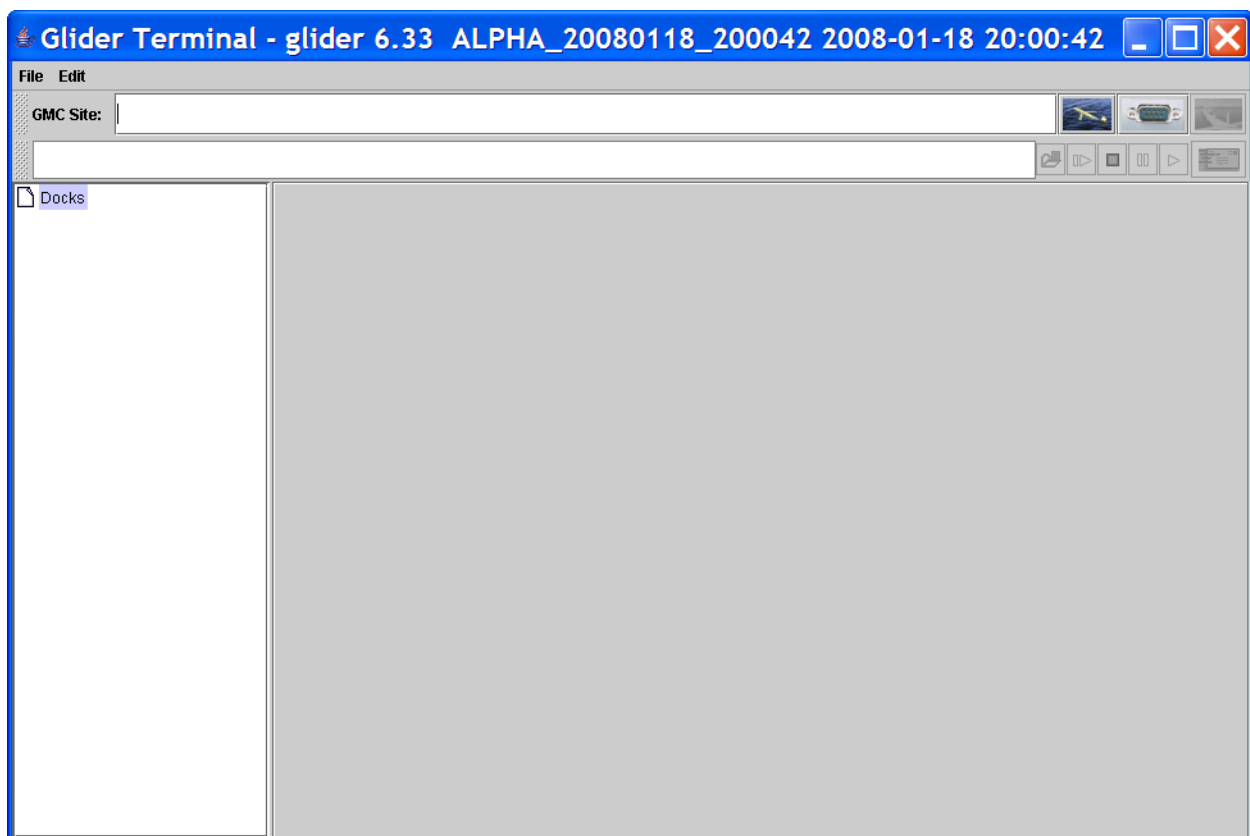 Glider Terminal - glider 6.33 ALPHA_20080118_200042 2008-01-18 20:00:42
File Edit
GMC Site:
Docks